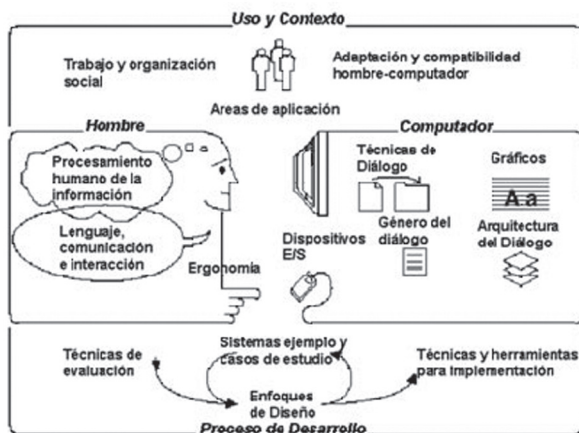 Uso y Contexto
Trabajo y organización
social
Adaptación y compatibilidad
hombre-computador
Areas de aplicación
Hombre
Procesamiento
humano de la
información
Lenguaje,
comunicación
e interacción
Ergonomía
Computador
Técnicas de
Diálogo
Gráficos
Aa
Género del
diálogo
Arquitectura
del Diálogo
Dispositivos
E/S
Técnicas de
evaluación
Sistemas ejemplo y
casos de estudio
Técnicas y herramientas
para implementación
Enfoques
de Diseño
Proceso de Desarrollo